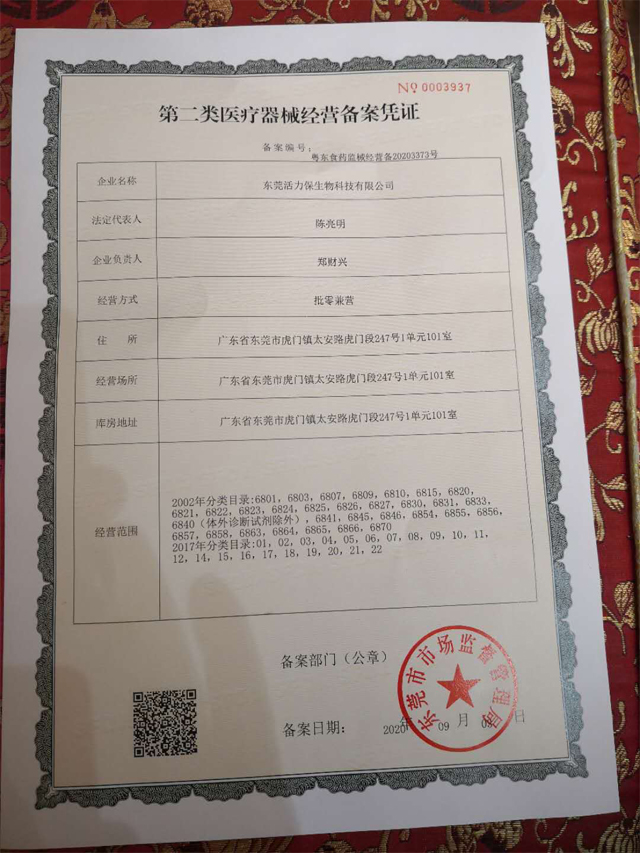 NO 0003937
第二类医疗器械经营备案凭证
备案编号：
粤东食药监械经营备20203373号
企业名称 东莞活力保生物科技有限公司
法定代表人 陈亮明
企业负责人 郑财兴
经营方式 批零兼营
住 所 广东省东莞市虎门镇太安路虎门段247号1单元101室
经营场所 广东省东莞市虎门镇太安路虎门段247号1单元101室
库房地址 广东省东莞市虎门镇太安路虎门段247号1单元101室
经营范围
2002年分类目录:6801, 6803, 6807, 6809, 6810, 6815, 6820,
6821, 6822, 6823, 6824, 6825, 6826, 6827, 6830, 6831, 6833,
6840（体外诊断试剂除外）, 6841, 6845, 6846, 6854, 6855, 6856,
6857, 6858, 6863, 6864, 6865, 6866, 6870
2017年分类目录:01, 02, 03, 04, 05, 06, 07, 08, 09, 10, 11,
12, 14, 15, 16, 17, 18, 19, 20, 21, 22
备案部门（公章）
东莞市市场监督管理局
备案日期： 2020 年 09 月 日